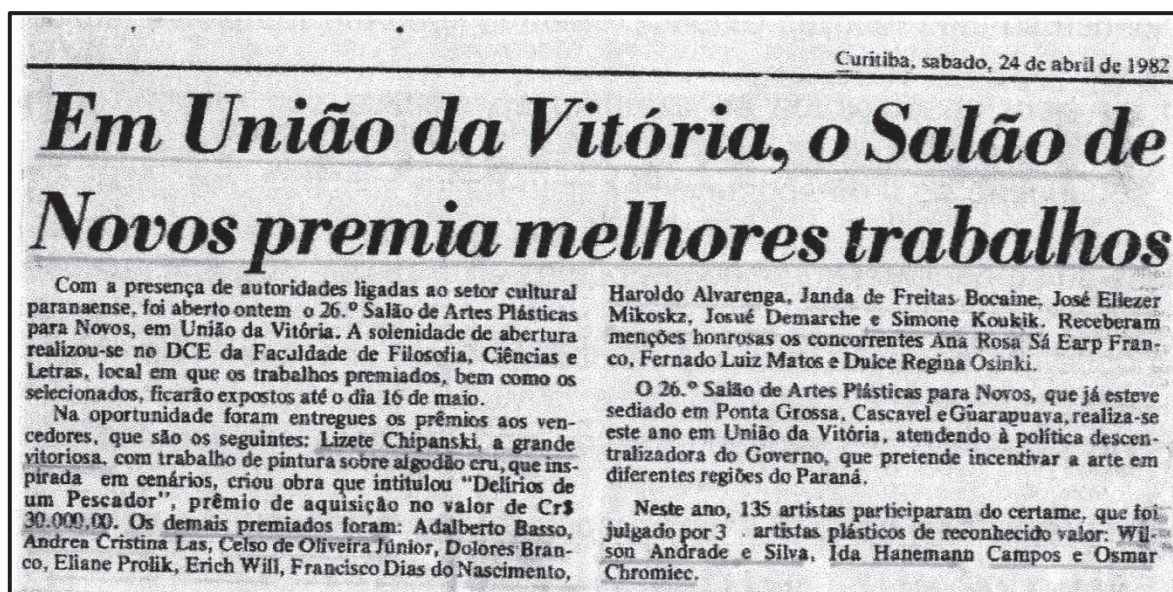 Curitiba, sabado, 24 de abril de 1982
Em União da Vitória, o Salão de
Novos premia melhores trabalhos
Com a presença de autoridades ligadas ao setor cultural
paranaense, foi aberto ontem o 26.º Salão de Artes Plásticas
para Novos, em União da Vitória. A solenidade de abertura
realizou-se no DCE da Faculdade de Filosofia, Ciências e
Letras, local em que os trabalhos premiados, bem como os
selecionados, ficarão expostos até o dia 16 de maio.
Na oportunidade foram entregues os prêmios aos ven-
cedores, que são os seguintes: Lizete Chipanski, a grande
vitoriosa, com trabalho de pintura sobre algodão cru, que ins-
pirada em cenários, criou obra que intitulou "Delírios de
um Pescador", prêmio de aquisição no valor de Cr$
30.000,00. Os demais premiados foram: Adalberto Basso,
Andrea Cristina Las, Celso de Oliveira Júnior, Dolores Bran-
co, Eliane Prolik, Erich Will, Francisco Dias do Nascimento,
Haroldo Alvarenga, Janda de Freitas Bocaine, José Eliezer
Mikoskz, Josué Demarche e Simone Koukik. Receberam
menções honrosas os concorrentes Ana Rosa Sá Earp Fran-
co, Fernado Luiz Matos e Dulce Regina Osinki.
O 26.º Salão de Artes Plásticas para Novos, que já esteve
sediado em Ponta Grossa, Cascavel e Guarapuava, realiza-se
este ano em União da Vitória, atendendo à política descen-
tralizadora do Governo, que pretende incentivar a arte em
diferentes regiões do Paraná.
Neste ano, 135 artistas participaram do certame, que foi
julgado por 3 artistas plásticos de reconhecido valor: Wil-
son Andrade e Silva, Ida Hanemann Campos e Osmar
Chromiec.